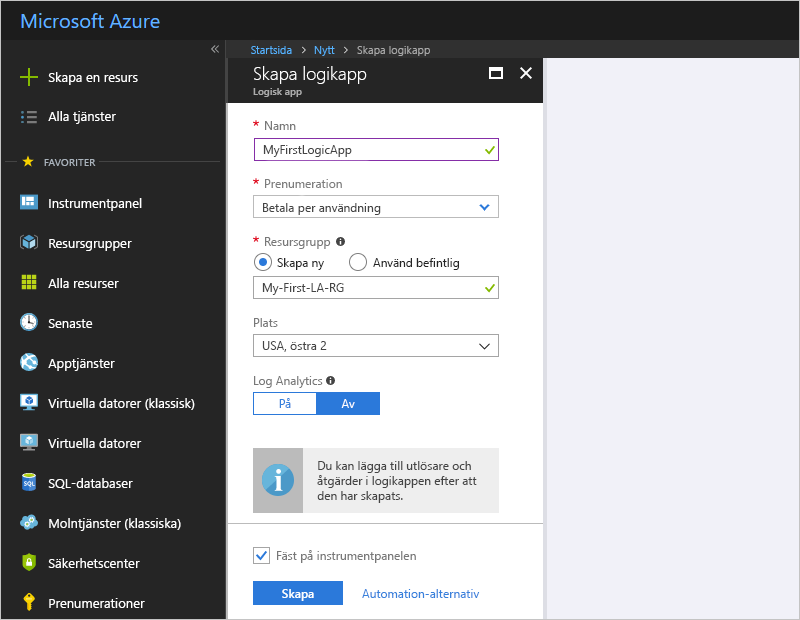 Microsoft Azure
«
Skapa en resurs
Alla tjänster
FAVORITER
Instrumentpanel
Resursgrupper
Alla resurser
Senaste
Apptjänster
Virtuella datorer (klassisk)
Virtuella datorer
SQL-databaser
Molntjänster (klassiska)
Säkerhetscenter
Prenumerationer
Startsida > Nytt > Skapa logikapp
Skapa logikapp
Logisk app
* Namn
MyFirstLogicApp
* Prenumeration
Betala per användning
* Resursgrupp
Skapa ny Använd befintlig
My-First-LA-RG
Plats
USA, östra 2
Log Analytics
På Av
Du kan lägga till utlösare och
åtgärder i logikappen efter att
den har skapats.
Fäst på instrumentpanelen
Skapa Automation-alternativ